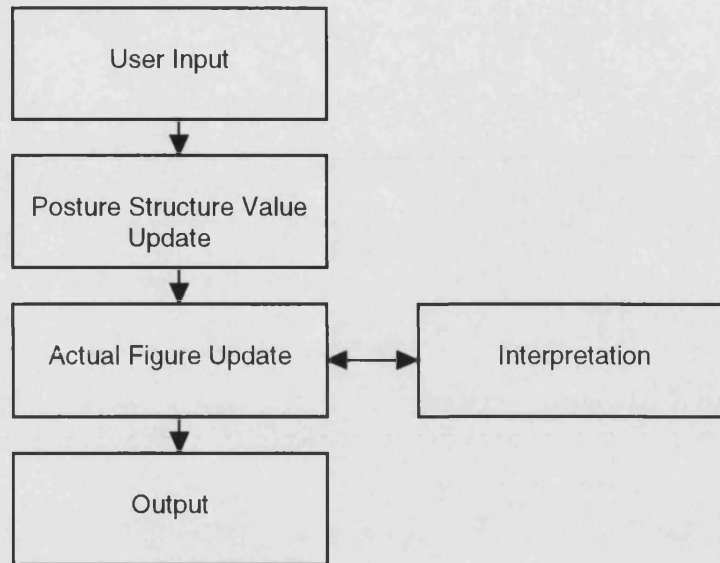 User Input
Posture Structure Value
Update
Actual Figure Update
Interpretation
Output